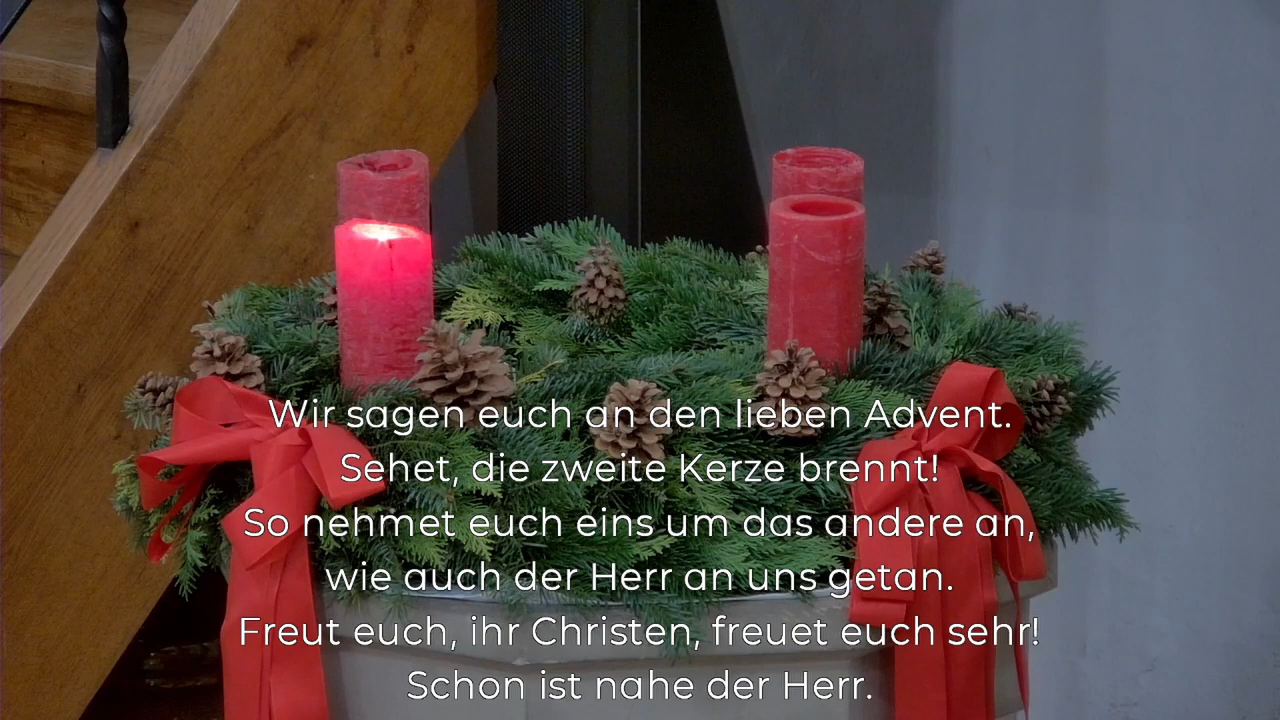 Wir sagen euch an den lieben Advent.
Sehet, die zweite Kerze brennt!
So nehmet euch eins um das andere an,
wie auch der Herr an uns getan.
Freut euch, ihr Christen, freuet euch sehr!
Schon ist nahe der Herr.